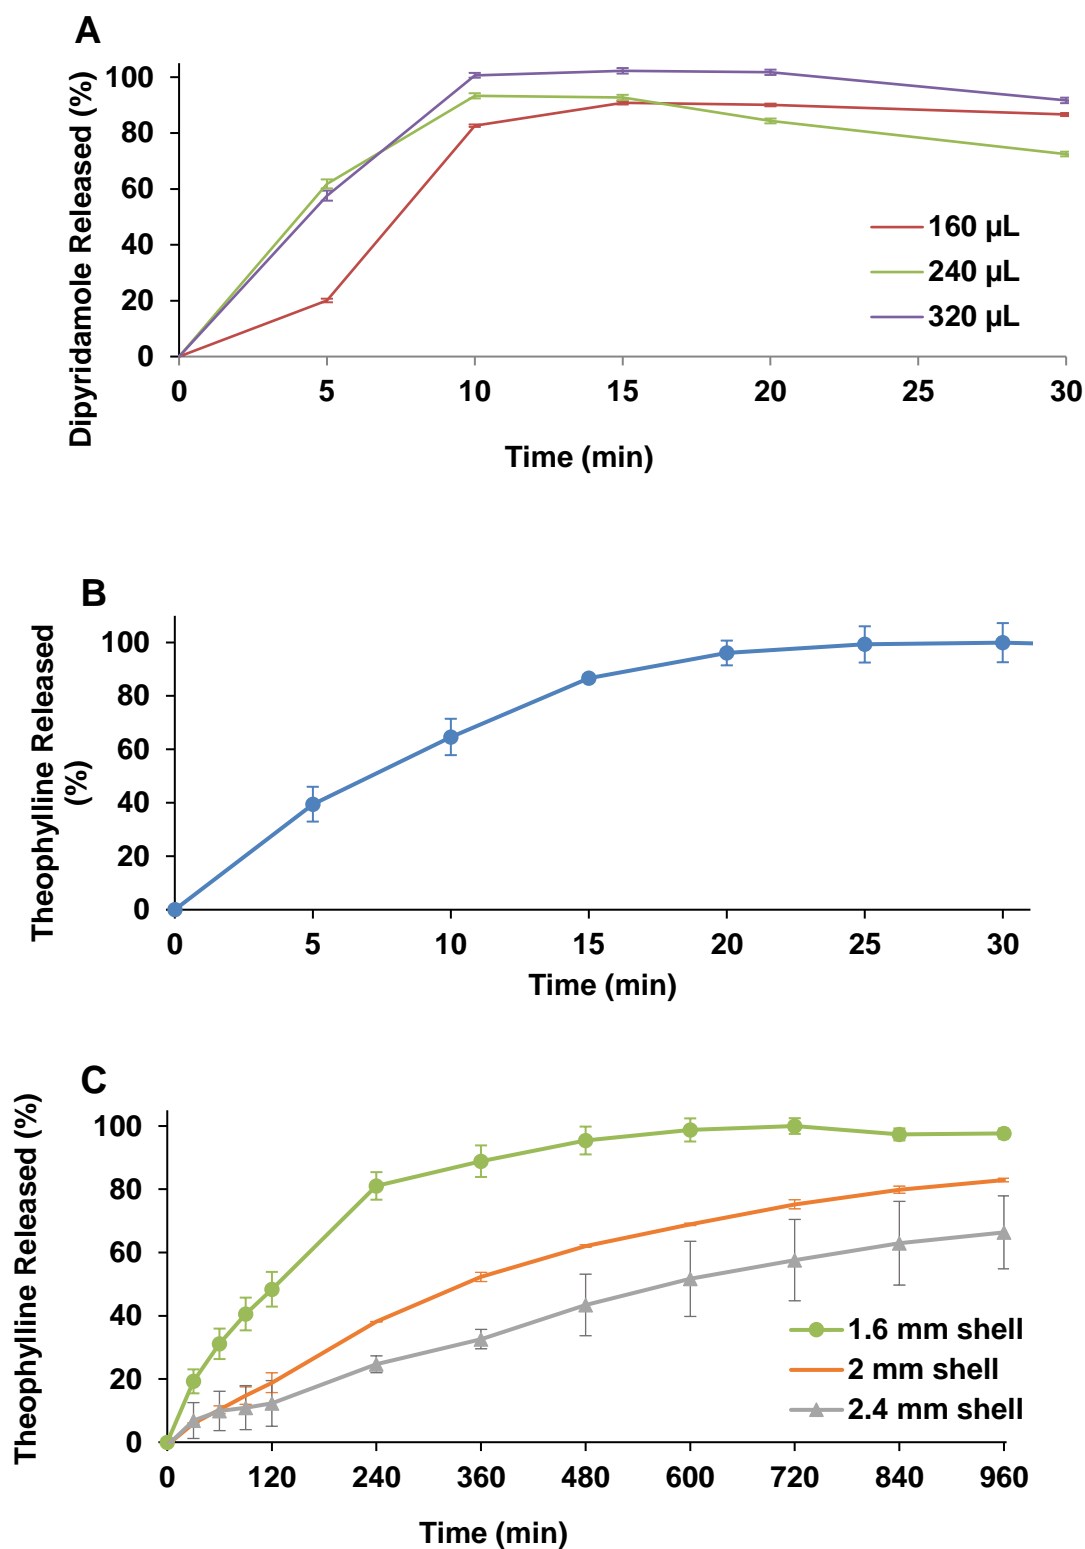 A
Dipyridamole Released (%)
100
80
60
40
20
0
0 5 10 15 20 25 30
Time (min)
160 µL
240 µL
320 µL
B
Theophylline Released
(%)
100
80
60
40
20
0
0 5 10 15 20 25 30
Time (min)
C
Theophylline Released (%)
100
80
60
40
20
0
0 120 240 360 480 600 720 840 960
Time (min)
1.6 mm shell
2 mm shell
2.4 mm shell